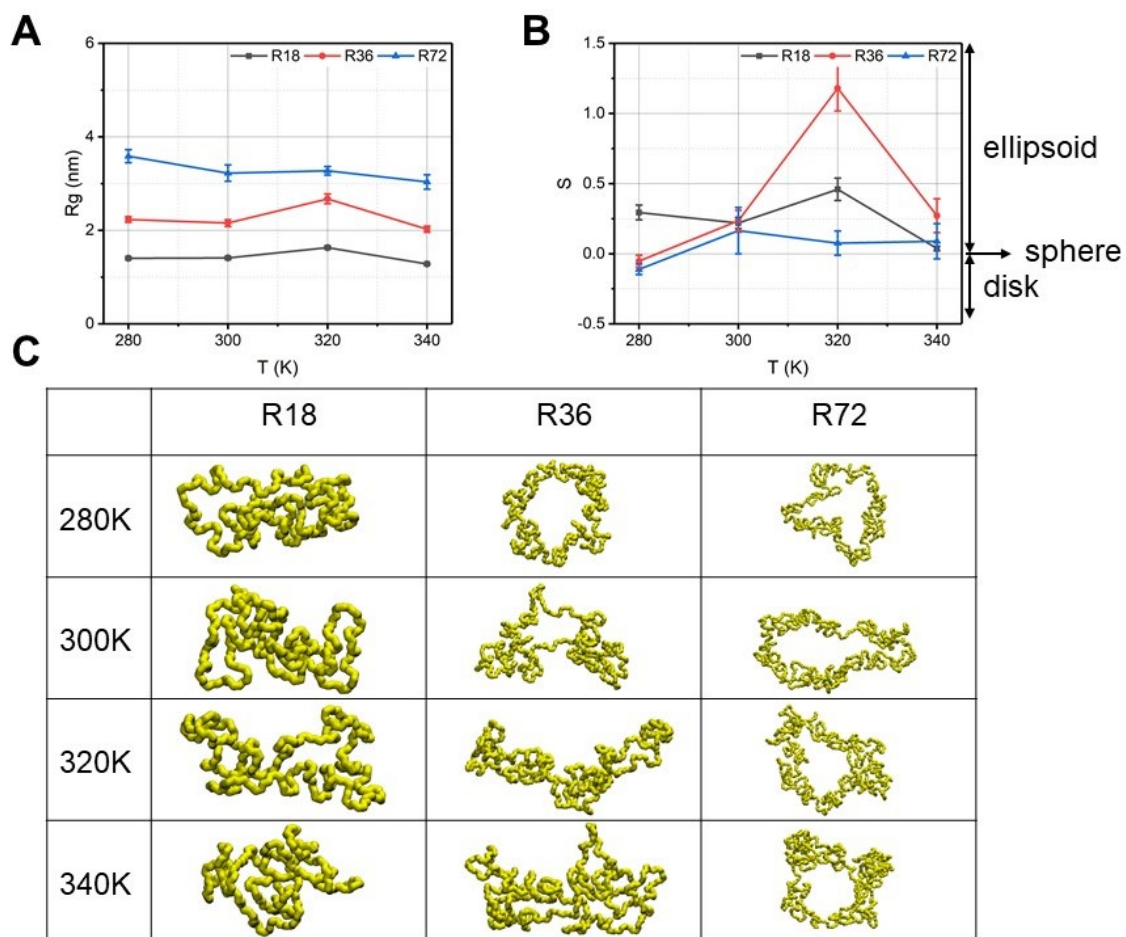 A
R18 R36 R72
6
4
2
0
Rg (nm)
280 300 320 340
T (K)
B
R18 R36 R72
1.5
1.0
0.5
0.0
-0.5
S
280 300 320 340
T (K)
ellipsoid
sphere
disk
C
R18 R36 R72
280K
300K
320K
340K